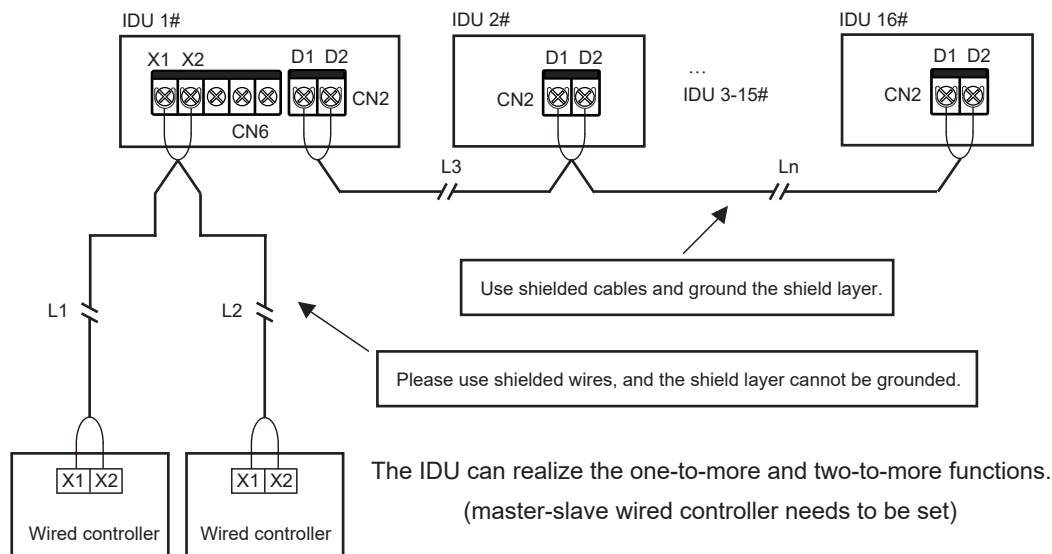 IDU 1#
IDU 2#
IDU 16#
X1 X2
D1 D2
CN2
CN6
D1 D2
CN2
...
IDU 3-15#
D1 D2
CN2
L3
Ln
Use shielded cables and ground the shield layer.
L1
L2
Please use shielded wires, and the shield layer cannot be grounded.
The IDU can realize the one-to-more and two-to-more functions.
(master-slave wired controller needs to be set)
X1 X2
Wired controller
X1 X2
Wired controller